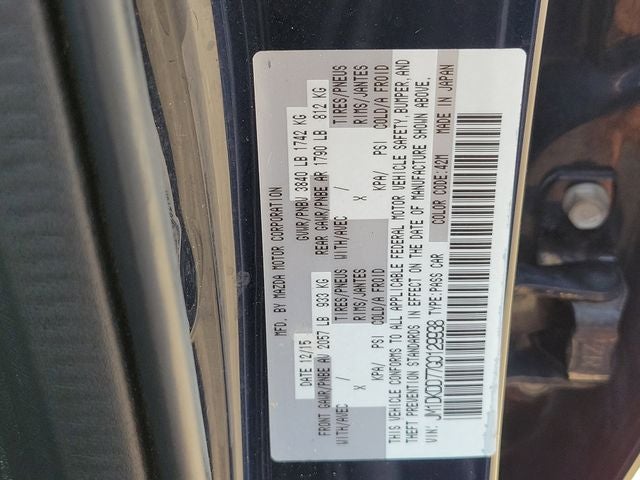 MFD. BY MAZDA MOTOR CORPORATION
DATE 12/15 GVWR/PNBV 3840 LB 1742 KG
FRONT GAWR/PNBE AV 2057 LB 933 KG REAR GAWR/PNBE AR 1790 LB 812 KG
WITH/AVEC / TIRES/PNEUS WITH/AVEC / TIRES/PNEUS
X RIMS/JANTES X RIMS/JANTES
KPA/ PSI COLD/A FROID KPA/ PSI COLD/A FROID
THIS VEHICLE CONFORMS TO ALL APPLICABLE FEDERAL MOTOR VEHICLE SAFETY, BUMPER, AND
THEFT PREVENTION STANDARDS IN EFFECT ON THE DATE OF MANUFACTURE SHOWN ABOVE.
VIN: TYPE:PASS CAR COLOR CODE:42M MADE IN JAPAN